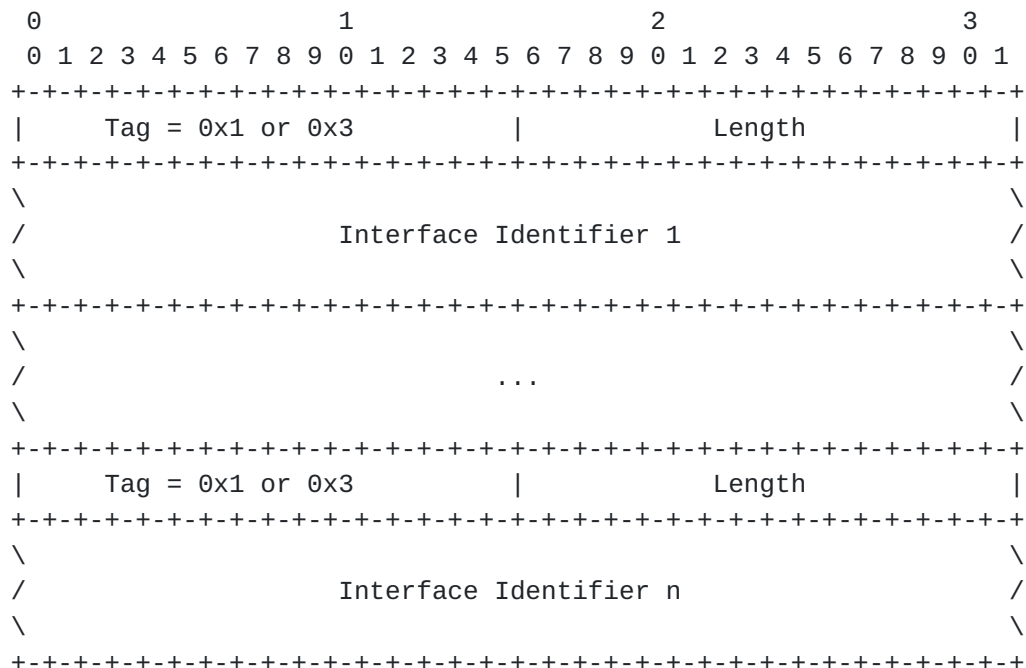 0                   1                   2                   3
 0 1 2 3 4 5 6 7 8 9 0 1 2 3 4 5 6 7 8 9 0 1 2 3 4 5 6 7 8 9 0 1
+-+-+-+-+-+-+-+-+-+-+-+-+-+-+-+-+-+-+-+-+-+-+-+-+-+-+-+-+-+-+-+-+
|     Tag = 0x1 or 0x3          |            Length             |
+-+-+-+-+-+-+-+-+-+-+-+-+-+-+-+-+-+-+-+-+-+-+-+-+-+-+-+-+-+-+-+-+
\                                                               \
/                    Interface Identifier 1                     /
\                                                               \
+-+-+-+-+-+-+-+-+-+-+-+-+-+-+-+-+-+-+-+-+-+-+-+-+-+-+-+-+-+-+-+-+
\                                                               \
/                              ...                              /
\                                                               \
+-+-+-+-+-+-+-+-+-+-+-+-+-+-+-+-+-+-+-+-+-+-+-+-+-+-+-+-+-+-+-+-+
|     Tag = 0x1 or 0x3          |            Length             |
+-+-+-+-+-+-+-+-+-+-+-+-+-+-+-+-+-+-+-+-+-+-+-+-+-+-+-+-+-+-+-+-+
\                                                               \
/                    Interface Identifier n                     /
\                                                               \
+-+-+-+-+-+-+-+-+-+-+-+-+-+-+-+-+-+-+-+-+-+-+-+-+-+-+-+-+-+-+-+-+